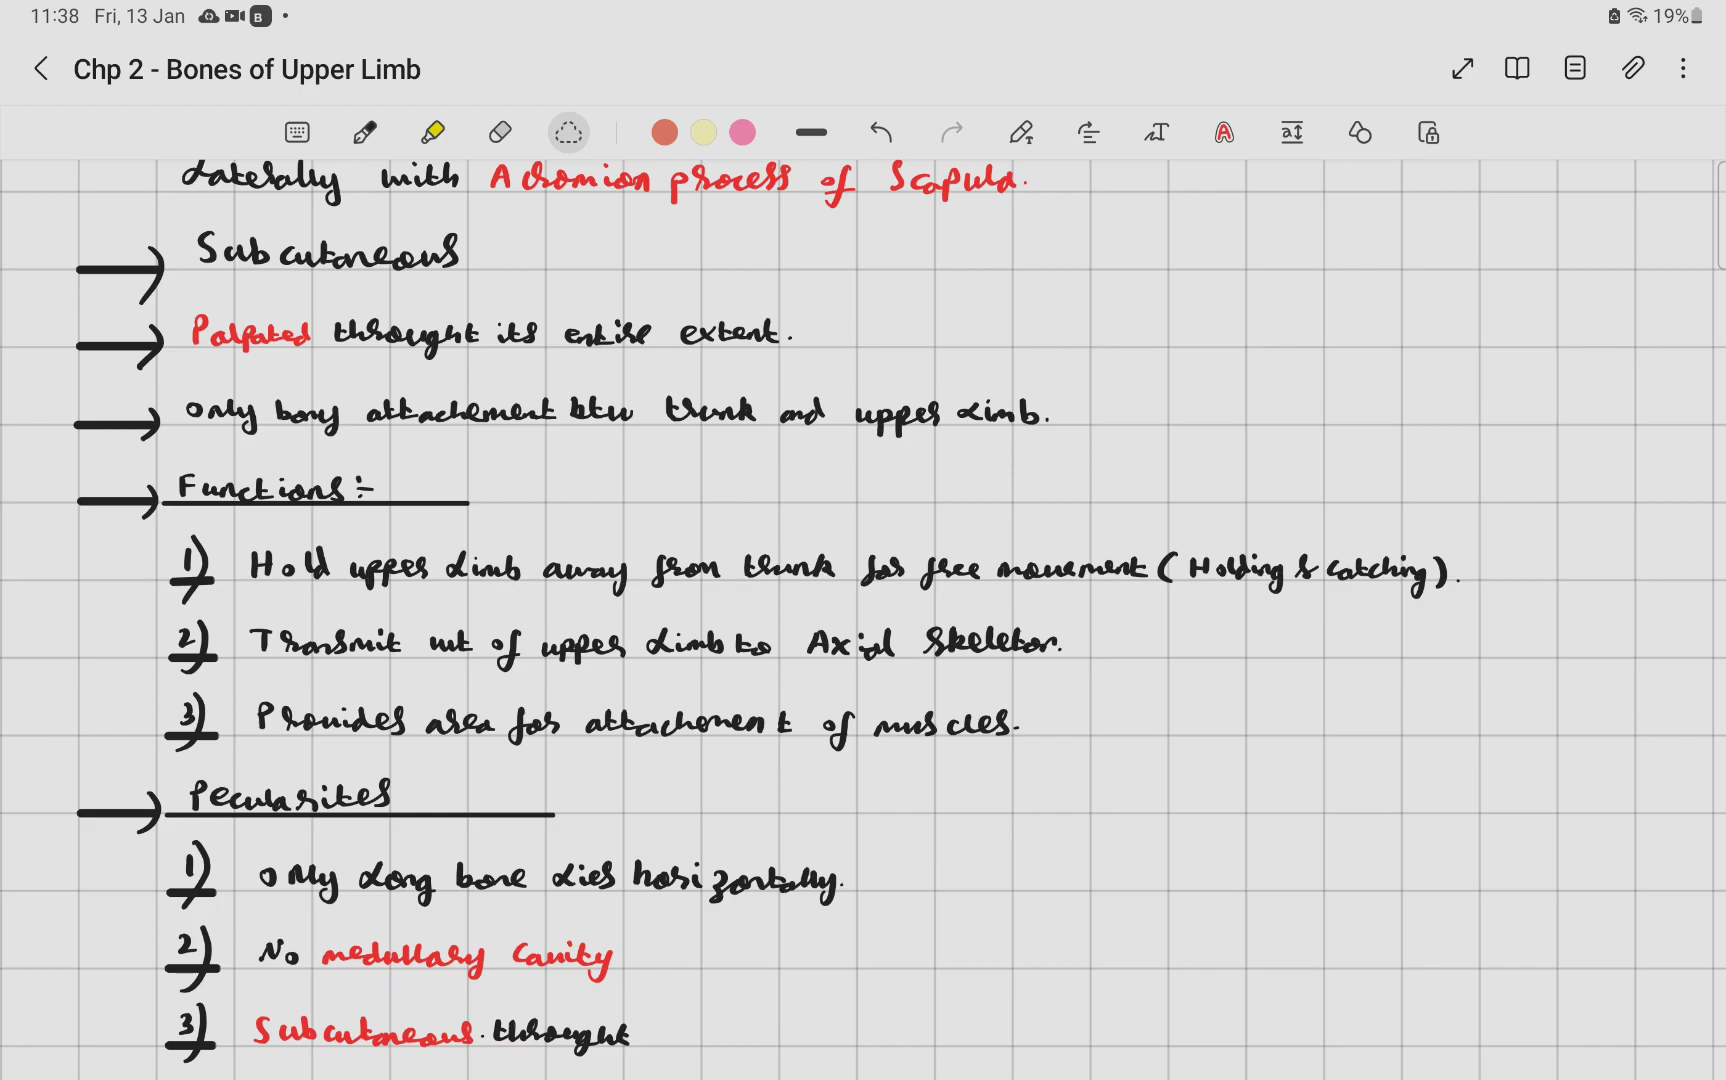 11:38 Fri, 13 Jan B 19%
Chp 2 - Bones of Upper Limb
Laterally with Acromion process of Scapula.
Subcutaneous
Palpated throught its entire extent.
only bony attachement btw trunk and upper Limb.
Functions :-
1) Hold upper Limb away from trunk for free movement ( Holding & catching ).
2) Transmit wt of upper Limb to Axial Skeleton.
3) Provides area for attachement of muscles.
Pecularites
1) only Long bone Lies horizontally.
2) No medullary Cavity
3) Subcutaneous. throught